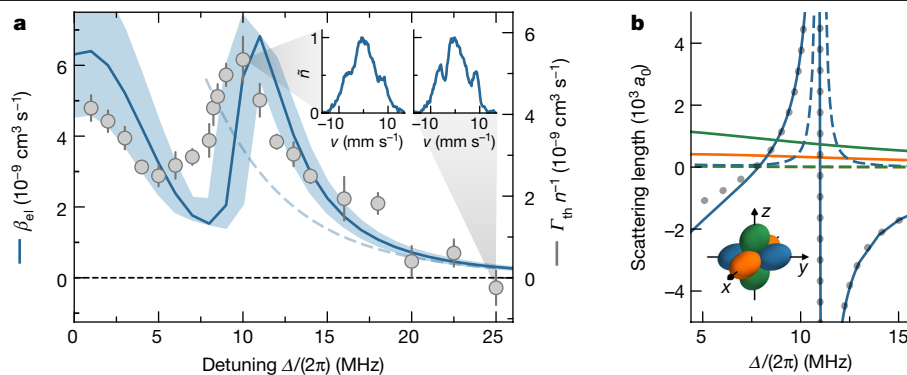 a
β_el (10⁻⁹ cm³ s⁻¹)
6
4
2
0
0
5
10
15
20
25
Detuning Δ/(2π) (MHz)
6
4
2
0
Γ_th n⁻¹ (10⁻⁹ cm³ s⁻¹)
ñ
1
0
−10 0 10
v (mm s⁻¹)
−10 0 10
v (mm s⁻¹)
b
Scattering length (10³ a₀)
4
2
0
−2
−4
z
y
x
5
10
15
Δ/(2π) (MHz)